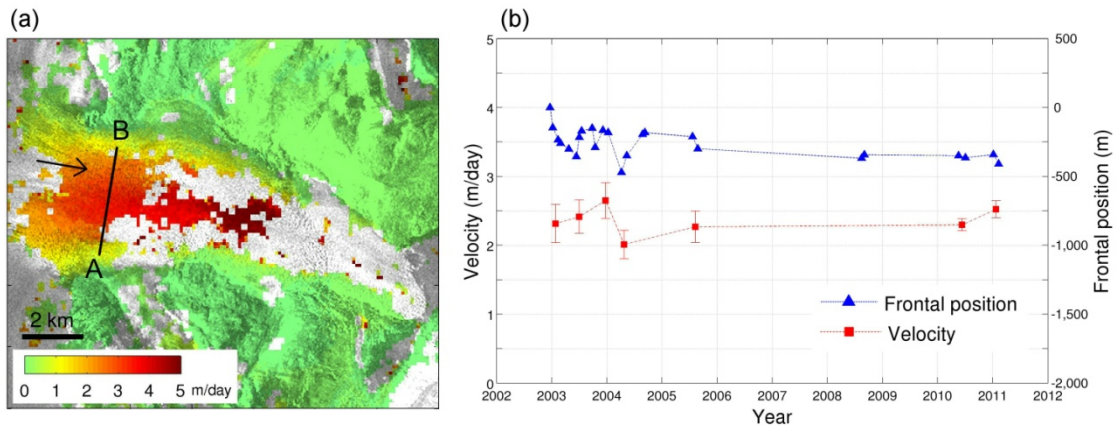 (a)
B
A
2 km
0 1 2 3 4 5 m/day
(b)
5
4
3
2
1
0
Velocity (m/day)
500
0
-500
-1,000
-1,500
-2,000
Frontal position (m)
Frontal position
Velocity
2002 2003 2004 2005 2006 2007 2008 2009 2010 2011 2012
Year